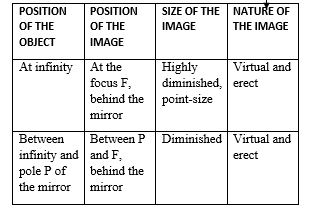 POSITION OF THE OBJECT
POSITION OF THE IMAGE
SIZE OF THE IMAGE
NATURE OF THE IMAGE
At infinity
At the focus F, behind the mirror
Highly diminished, point-size
Virtual and erect
Between infinity and pole P of the mirror
Between P and F, behind the mirror
Diminished
Virtual and erect